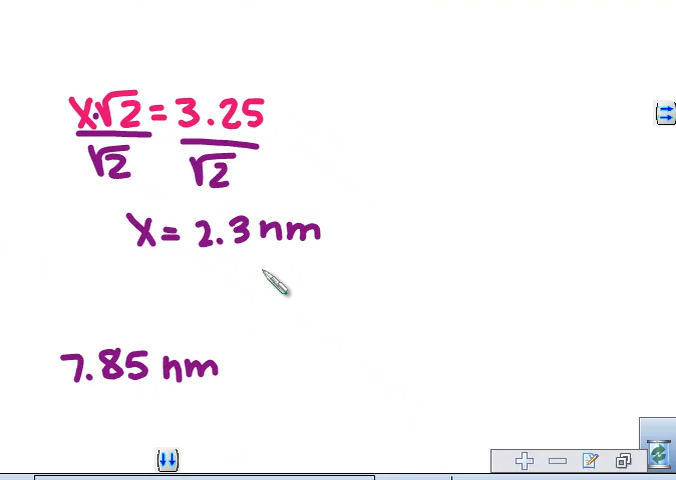 x·√2 = 3.25
√2 √2
x = 2.3 nm
7.85 nm